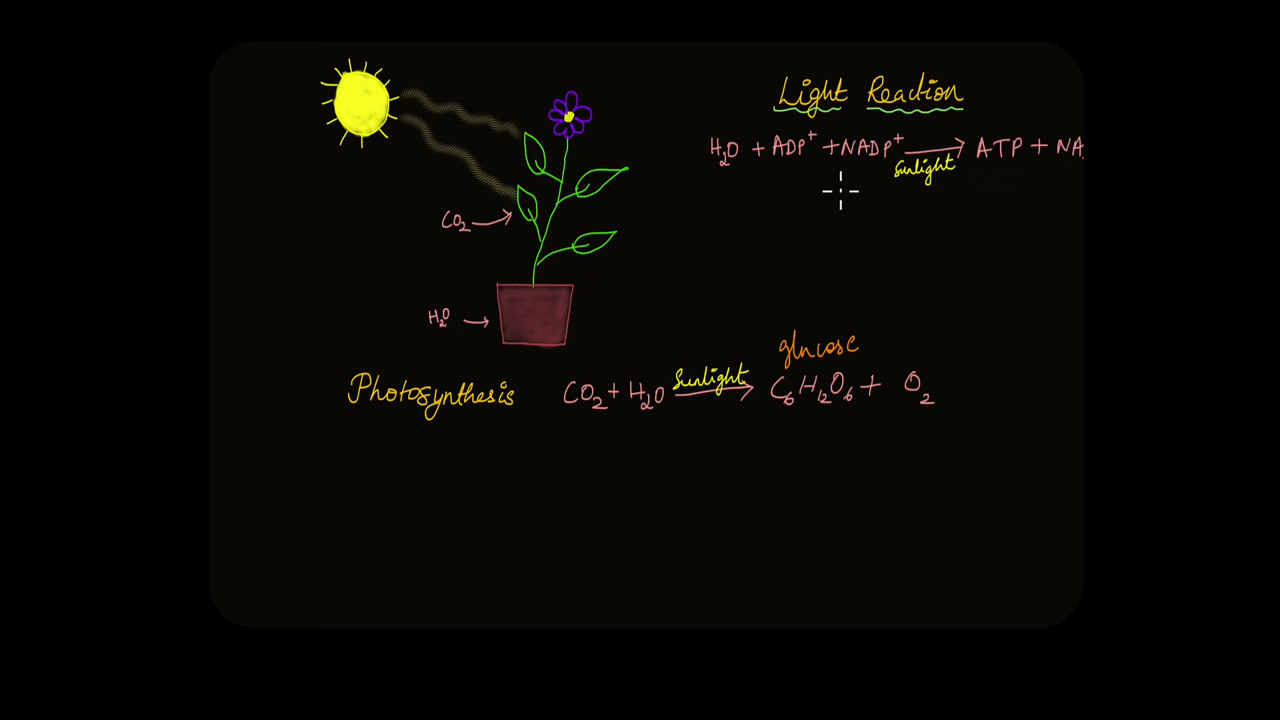 Light Reaction
H₂O + ADP⁺ + NADP⁺ → ATP + NA
Sunlight
CO₂ →
H₂O →
glucose
Photosynthesis CO₂ + H₂O Sunlight → C₆H₁₂O₆ + O₂